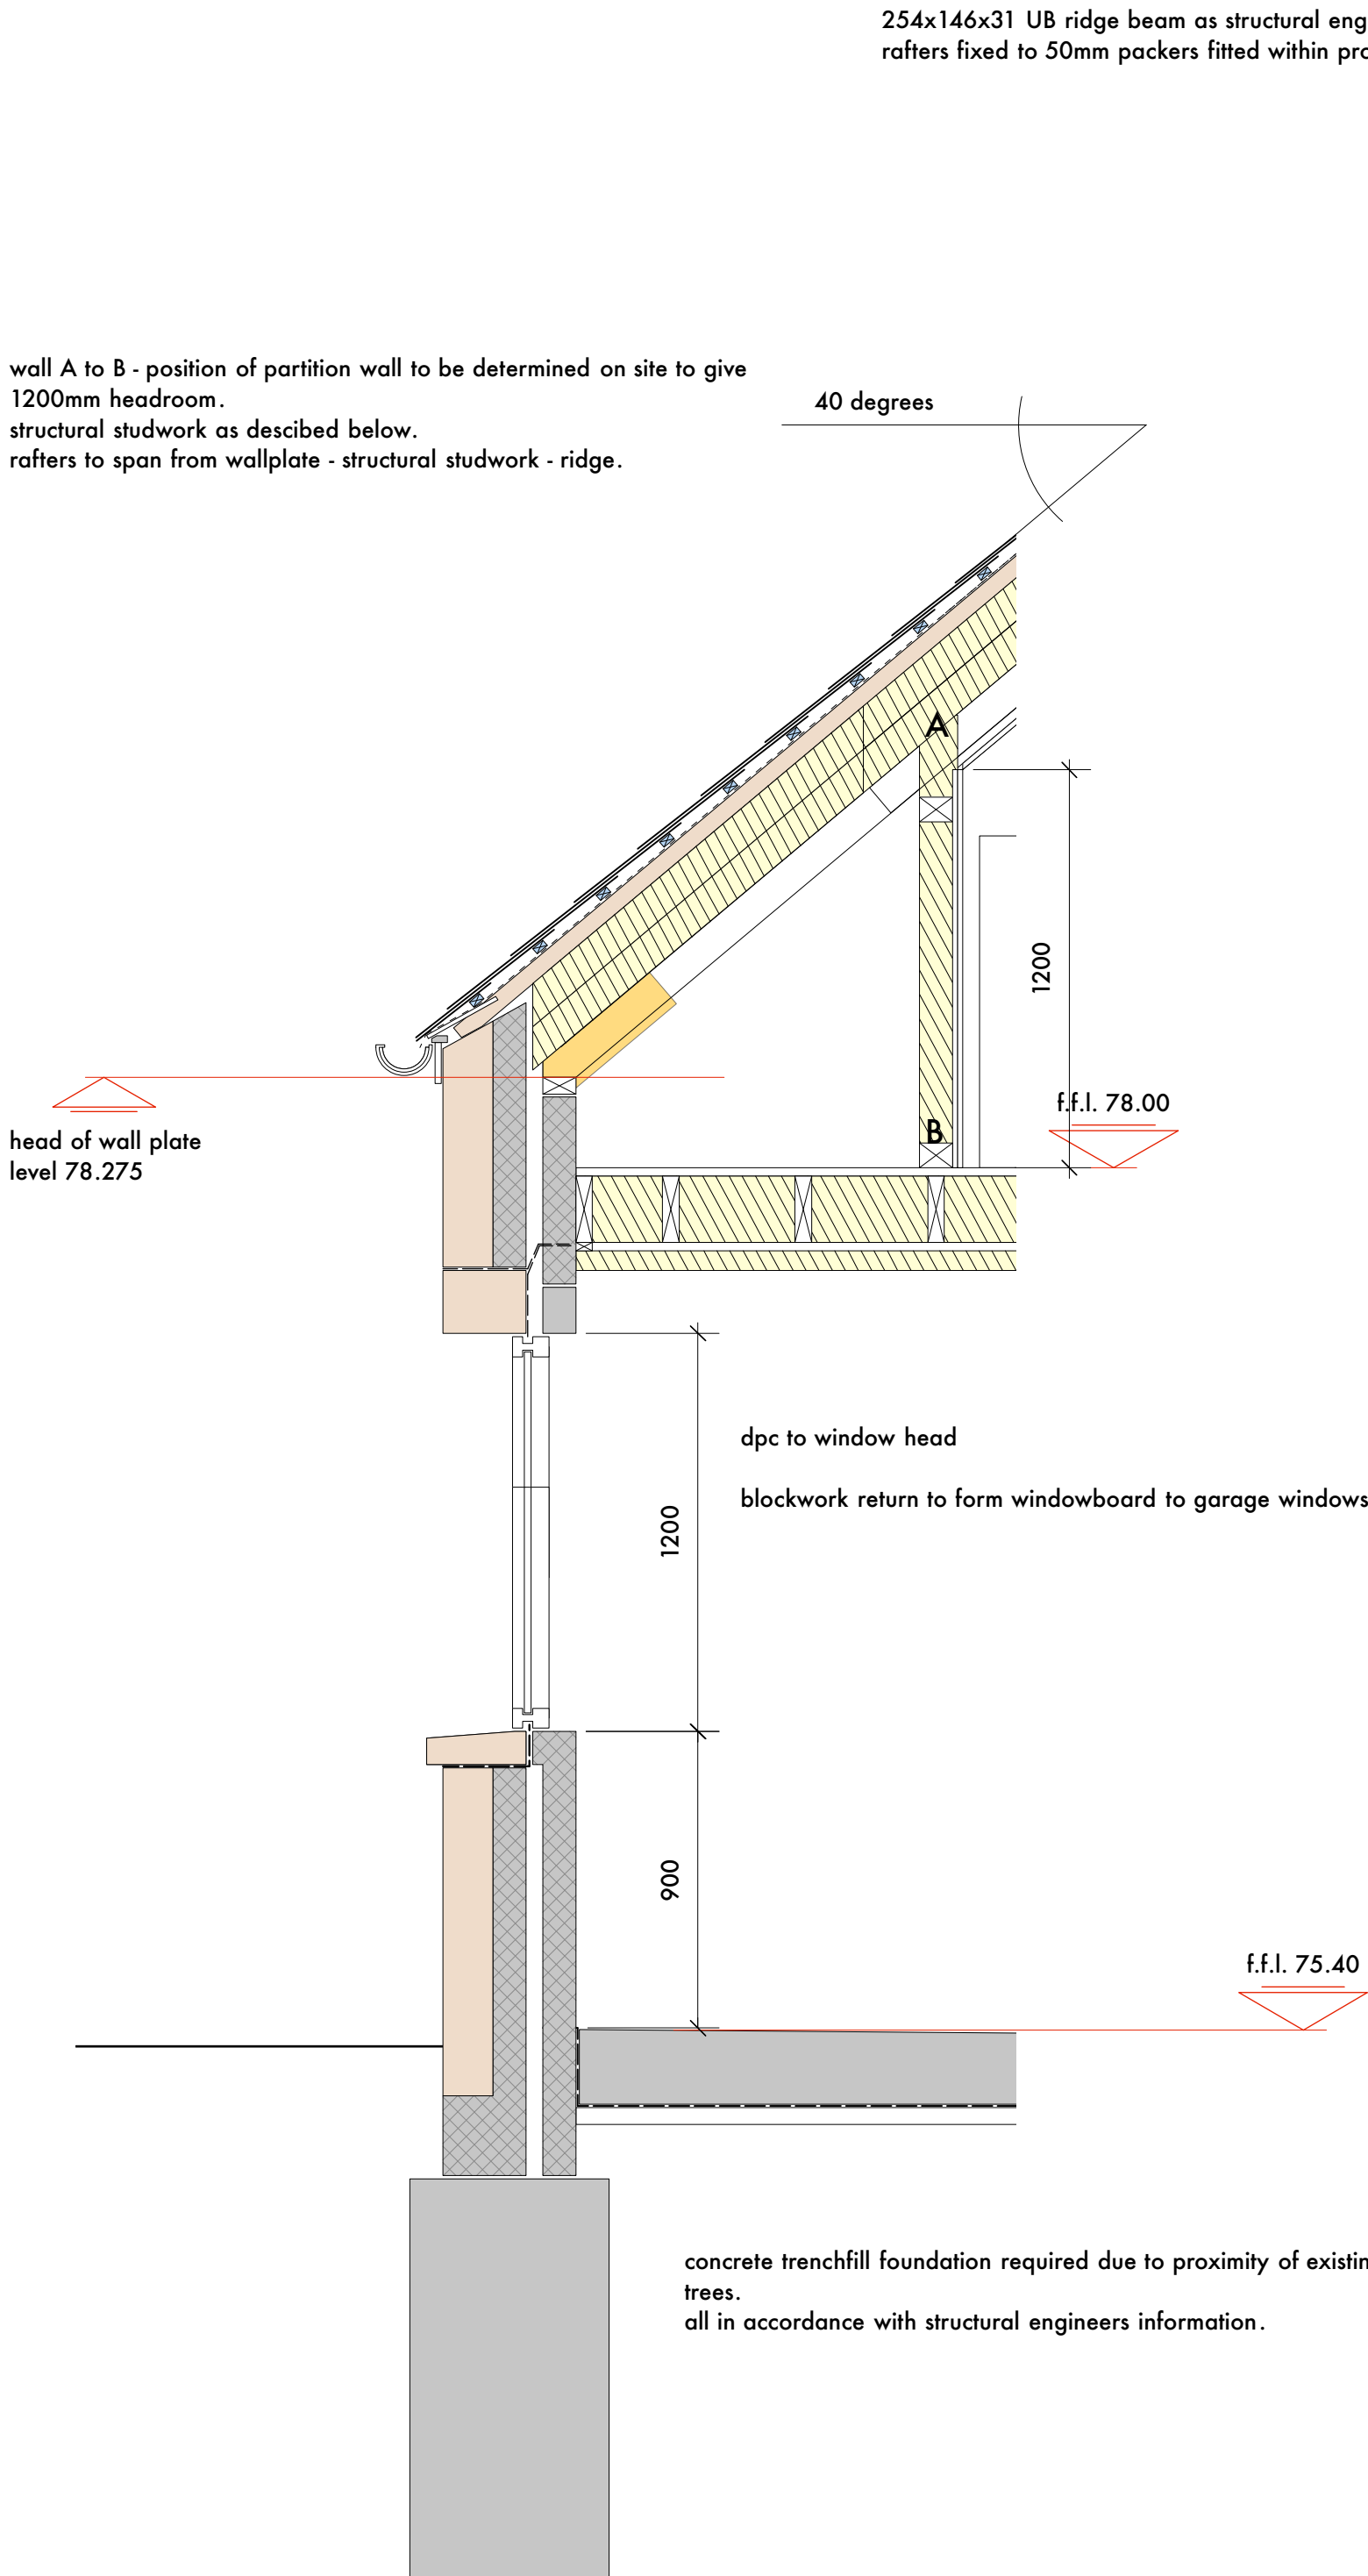 254x146x31 UB ridge beam as structural eng
rafters fixed to 50mm packers fitted within pro
wall A to B - position of partition wall to be determined on site to give
1200mm headroom.
structural studwork as descibed below.
rafters to span from wallplate - structural studwork - ridge.
40 degrees
A
1200
f.f.l. 78.00
B
head of wall plate
level 78.275
dpc to window head
blockwork return to form windowboard to garage windows
1200
900
f.f.l. 75.40
concrete trenchfill foundation required due to proximity of existin
trees.
all in accordance with structural engineers information.